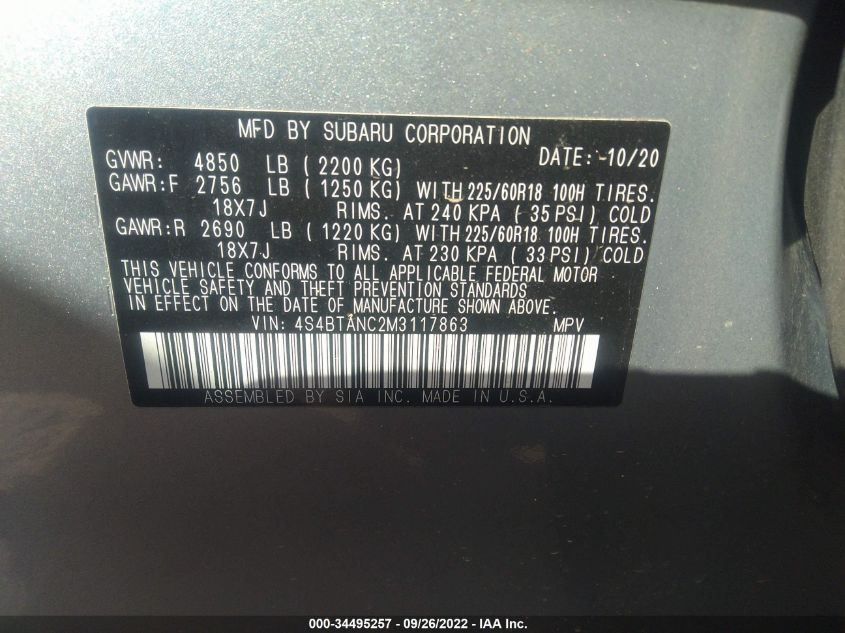 MFD BY SUBARU CORPORATION
GVWR: 4850 LB ( 2200 KG) DATE: 10/20
GAWR:F 2756 LB ( 1250 KG) WITH 225/60R18 100H TIRES.
18X7J RIMS. AT 240 KPA ( 35 PSI) COLD
GAWR:R 2690 LB ( 1220 KG) WITH 225/60R18 100H TIRES.
18X7J RIMS. AT 230 KPA ( 33 PSI) COLD
THIS VEHICLE CONFORMS TO ALL APPLICABLE FEDERAL MOTOR
VEHICLE SAFETY AND THEFT PREVENTION STANDARDS
IN EFFECT ON THE DATE OF MANUFACTURE SHOWN ABOVE.
VIN: 4S4BTANC2M3117863 MPV
ASSEMBLED BY SIA INC. MADE IN U.S.A.
000-34495257 - 09/26/2022 - IAA Inc.